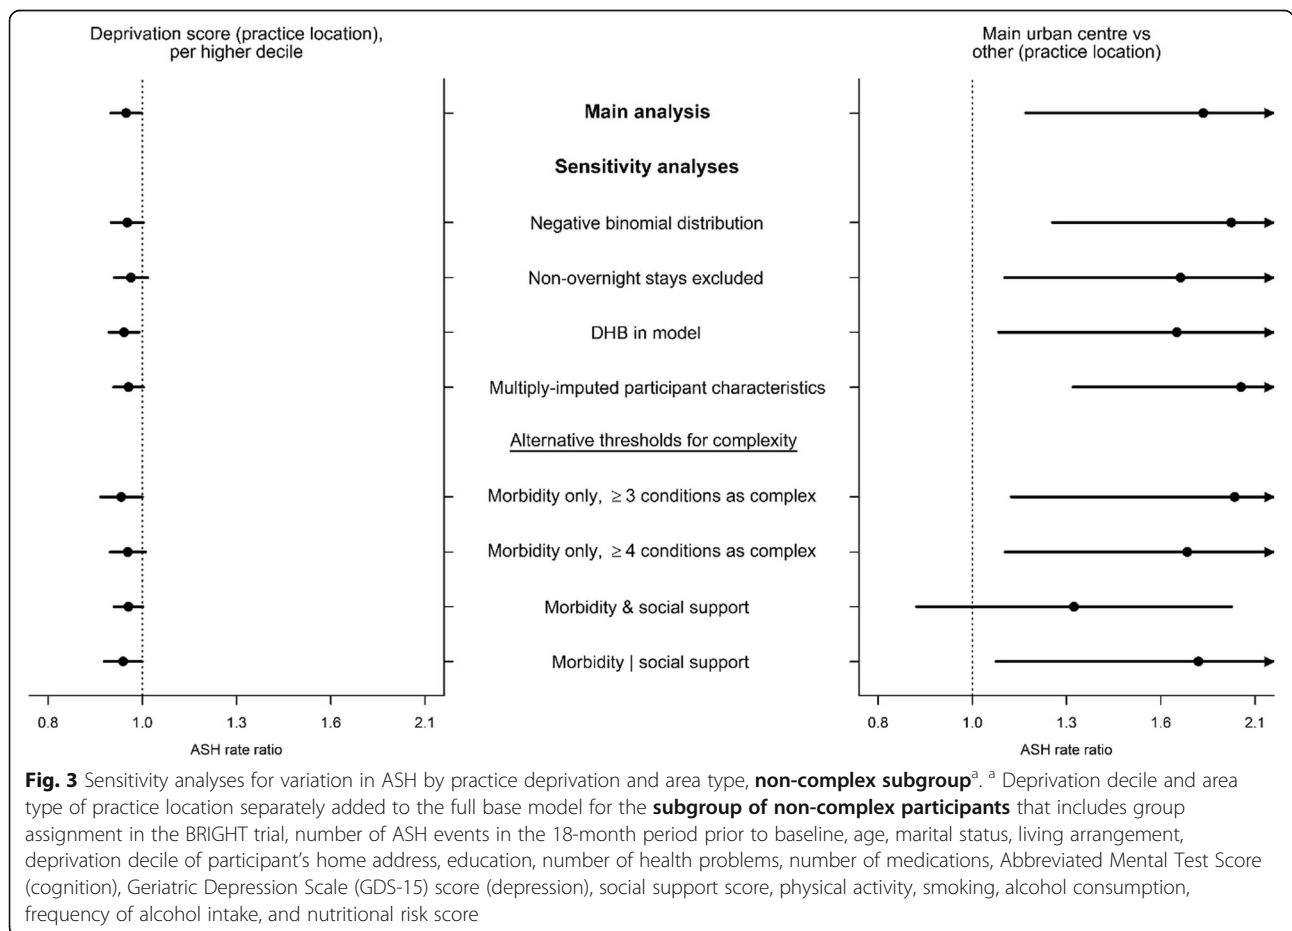 Deprivation score (practice location),
per higher decile
Main urban centre vs
other (practice location)
Main analysis
Sensitivity analyses
Negative binomial distribution
Non-overnight stays excluded
DHB in model
Multiply-imputed participant characteristics
Alternative thresholds for complexity
Morbidity only, ≥ 3 conditions as complex
Morbidity only, ≥ 4 conditions as complex
Morbidity & social support
Morbidity | social support
0.8 1.0 1.3 1.6 2.1
ASH rate ratio
0.8 1.0 1.3 1.6 2.1
ASH rate ratio
Fig. 3 Sensitivity analyses for variation in ASH by practice deprivation and area type, non-complex subgroupª. ª Deprivation decile and area
type of practice location separately added to the full base model for the subgroup of non-complex participants that includes group
assignment in the BRIGHT trial, number of ASH events in the 18-month period prior to baseline, age, marital status, living arrangement,
deprivation decile of participant's home address, education, number of health problems, number of medications, Abbreviated Mental Test Score
(cognition), Geriatric Depression Scale (GDS-15) score (depression), social support score, physical activity, smoking, alcohol consumption,
frequency of alcohol intake, and nutritional risk score